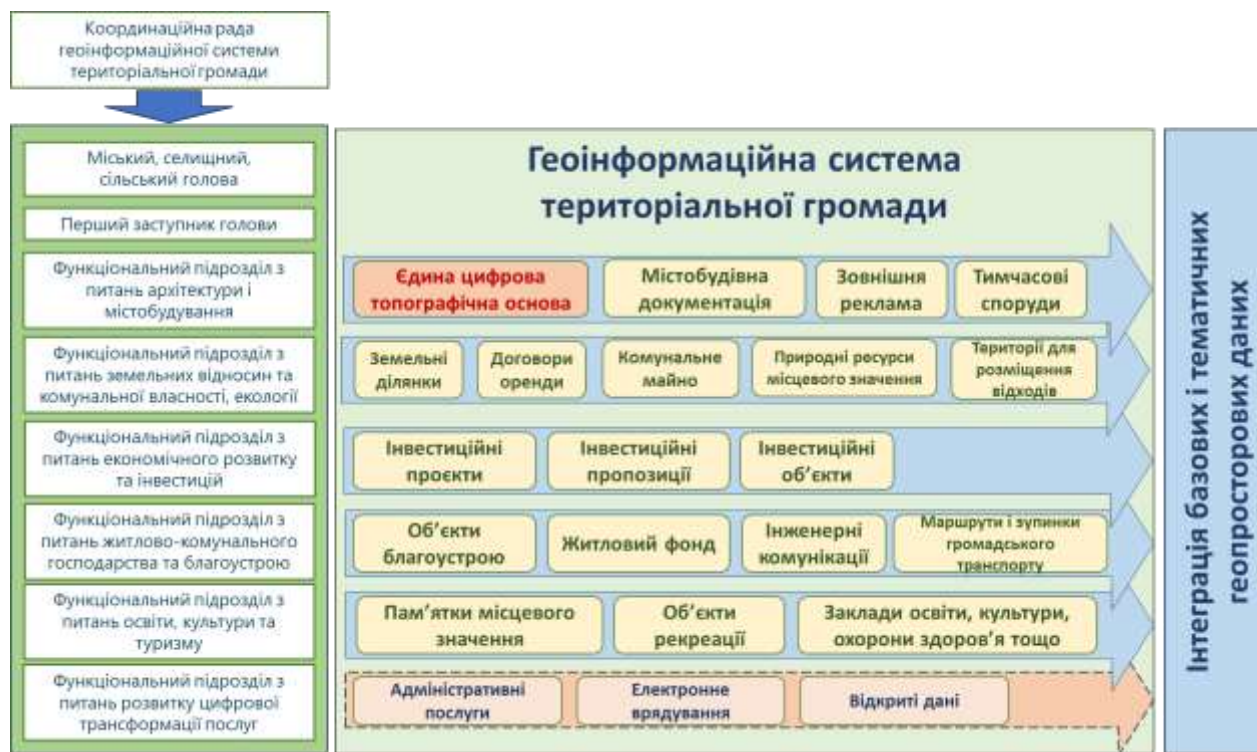 Координаційна рада
геоінформаційної системи
територіальної громади
Міський, селищний,
сільський голова
Перший заступник голови
Функціональний підрозділ з
питань архітектури і
містобудування
Функціональний підрозділ з
питань земельних відносин та
комунальної власності, екології
Функціональний підрозділ з
питань економічного розвитку
та інвестицій
Функціональний підрозділ з
питань житлово-комунального
господарства та благоустрою
Функціональний підрозділ з
питань освіти, культури та
туризму
Функціональний підрозділ з
питань розвитку цифрової
трансформації послуг
Геоінформаційна система
територіальної громади
Єдина цифрова
топографічна основа
Містобудівна
документація
Зовнішня
реклама
Тимчасові
споруди
Земельні
ділянки
Договори
оренди
Комунальне
майно
Природні ресурси
місцевого значення
Території для
розміщення
відходів
Інвестиційні
проєкти
Інвестиційні
пропозиції
Інвестиційні
об’єкти
Об’єкти
благоустрою
Житловий фонд
Інженерні
комунікації
Маршрути і зупинки
громадського
транспорту
Пам’ятки місцевого
значення
Об’єкти
рекреації
Заклади освіти, культури,
охорони здоров’я тощо
Адміністративні
послуги
Електронне
врядування
Відкриті дані
Інтеграція базових і тематичних
геопросторових даних